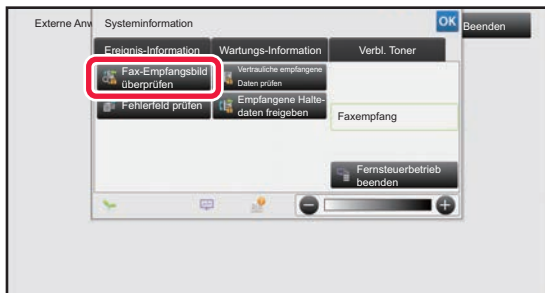 Externe Anw
Systeminformation
OK
Beenden
Ereignis-Information
Wartungs-Information
Verbl. Toner
Fax-Empfangsbild
überprüfen
Vertrauliche empfangene
Daten prüfen
Fehlerfeld prüfen
Empfangene Halte-
daten freigeben
Faxempfang
Fernsteuerbetrieb
beenden